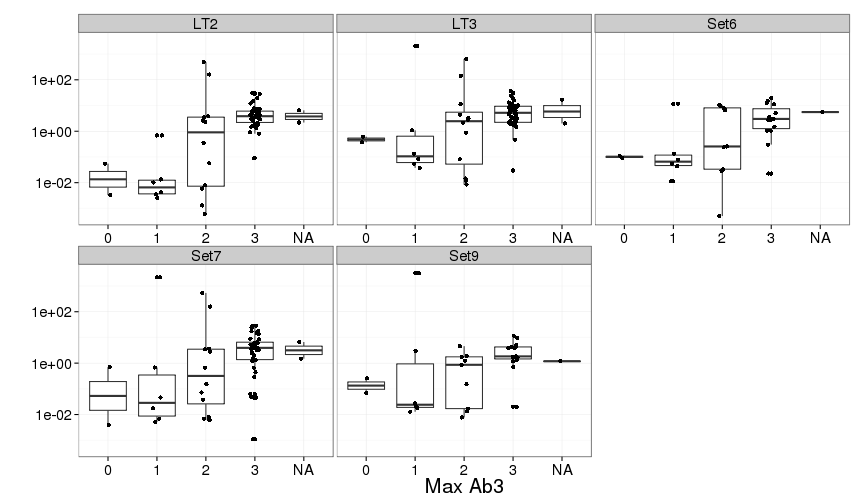 LT2 LT3 Set6
1e+02
1e+00
1e-02
0 1 2 3 NA 0 1 2 3 NA 0 1 2 3 NA
Set7 Set9
1e+02
1e+00
1e-02
0 1 2 3 NA 0 1 2 3 NA
Max Ab3